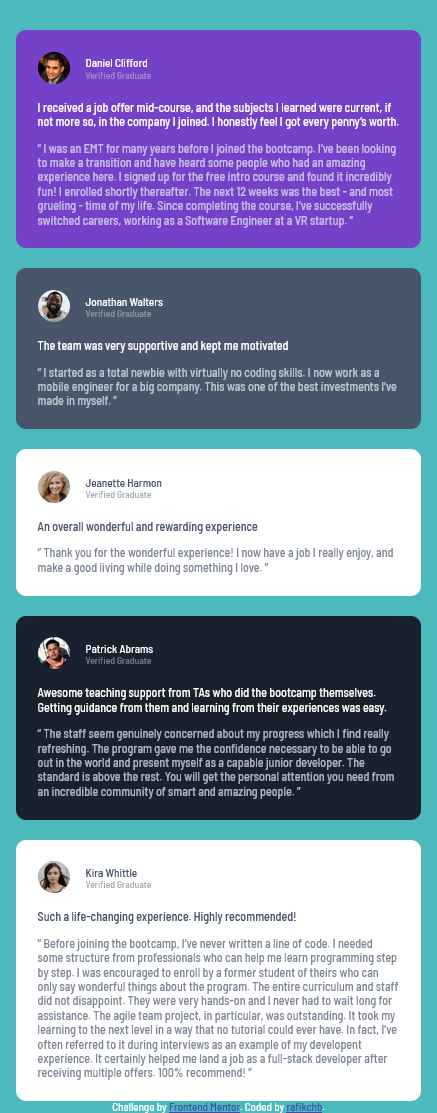 Daniel Clifford
Verified Graduate
I received a job offer mid-course, and the subjects I learned were current, if
not more so, in the company I joined. I honestly feel I got every penny's worth.
“ I was an EMT for many years before I joined the bootcamp. I've been looking
to make a transition and have heard some people who had an amazing
experience here. I signed up for the free intro course and found it incredibly
fun! I enrolled shortly thereafter. The next 12 weeks was the best - and most
grueling - time of my life. Since completing the course, I've successfully
switched careers, working as a Software Engineer at a VR startup. ”
Jonathan Walters
Verified Graduate
The team was very supportive and kept me motivated
“ I started as a total newbie with virtually no coding skills. I now work as a
mobile engineer for a big company. This was one of the best investments I've
made in myself. ”
Jeanette Harmon
Verified Graduate
An overall wonderful and rewarding experience
“ Thank you for the wonderful experience! I now have a job I really enjoy, and
make a good living while doing something I love. ”
Patrick Abrams
Verified Graduate
Awesome teaching support from TAs who did the bootcamp themselves.
Getting guidance from them and learning from their experiences was easy.
“ The staff seem genuinely concerned about my progress which I find really
refreshing. The program gave me the confidence necessary to be able to go
out in the world and present myself as a capable junior developer. The
standard is above the rest. You will get the personal attention you need from
an incredible community of smart and amazing people. ”
Kira Whittle
Verified Graduate
Such a life-changing experience. Highly recommended!
“ Before joining the bootcamp, I've never written a line of code. I needed
some structure from professionals who can help me learn programming step
by step. I was encouraged to enroll by a former student of theirs who can
only say wonderful things about the program. The entire curriculum and staff
did not disappoint. They were very hands-on and I never had to wait long for
assistance. The agile team project, in particular, was outstanding. It took my
learning to the next level in a way that no tutorial could ever have. In fact, I've
often referred to it during interviews as an example of my developent
experience. It certainly helped me land a job as a full-stack developer after
receiving multiple offers. 100% recommend! ”
Challenge by Frontend Mentor. Coded by rafikchb.